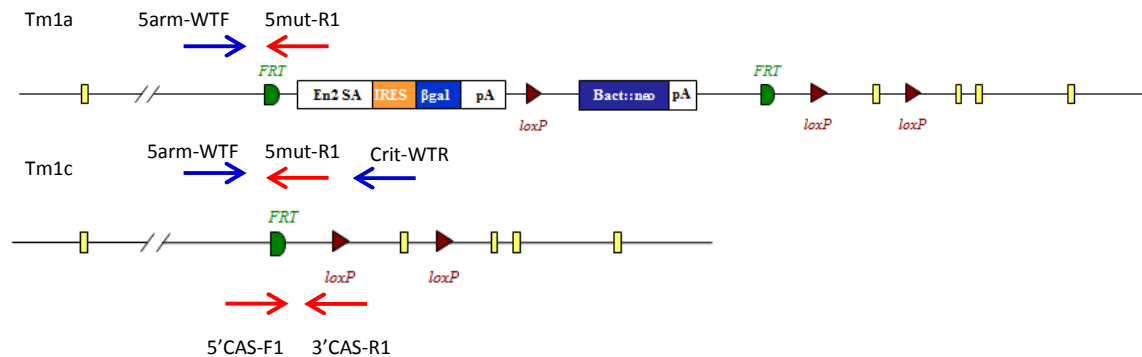 Tm1a
5arm-WTF 5mut-R1
FRT FRT
En2 SA IRES βgal pA Bact::neo pA
loxP loxP loxP
5arm-WTF 5mut-R1 Crit-WTR
Tm1c
FRT
loxP loxP
5’CAS-F1 3’CAS-R1